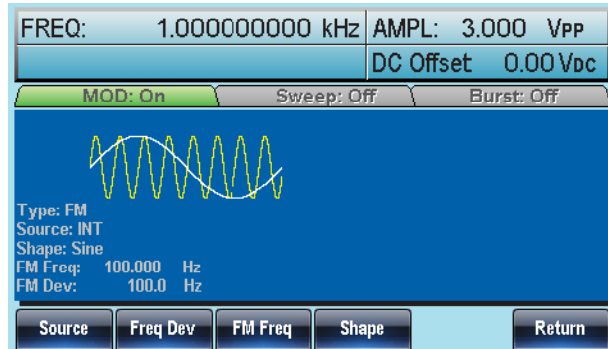 FREQ: 1.000000000 kHz AMPL: 3.000 VPP
DC Offset 0.00 VDC
MOD: On Sweep: Off Burst: Off
Type: FM
Source: INT
Shape: Sine
FM Freq: 100.000 Hz
FM Dev: 100.0 Hz
Source Freq Dev FM Freq Shape Return